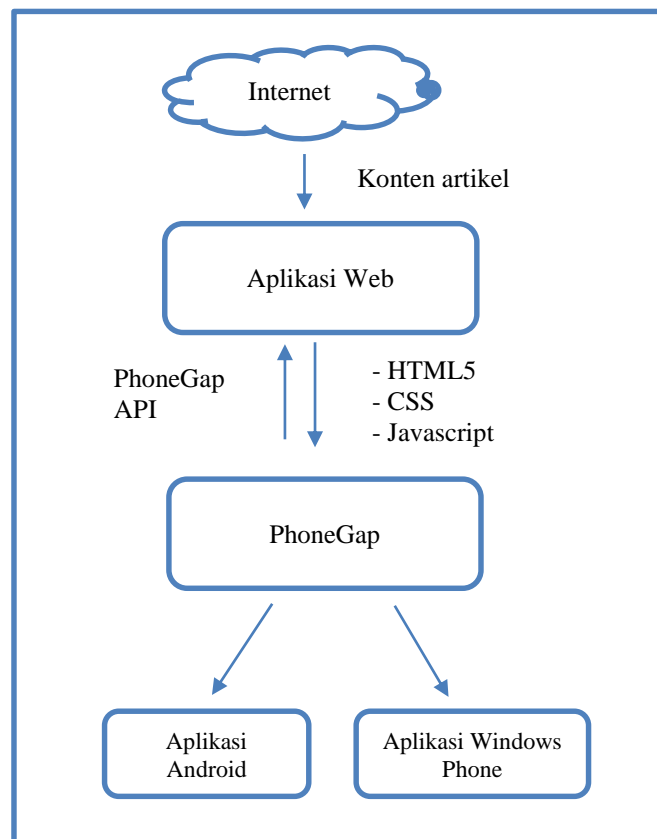 Internet
Konten artikel
Aplikasi Web
PhoneGap
API
- HTML5
- CSS
- Javascript
PhoneGap
Aplikasi
Android
Aplikasi Windows
Phone